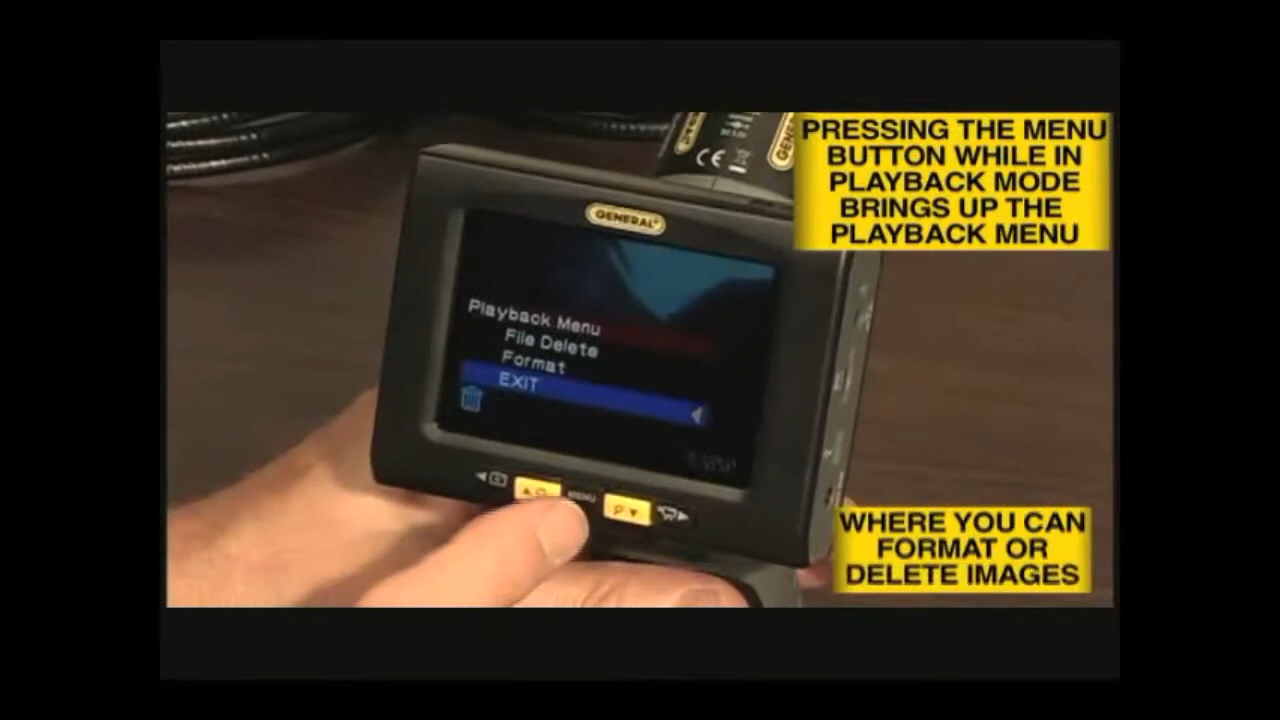 PRESSING THE MENU
BUTTON WHILE IN
PLAYBACK MODE
BRINGS UP THE
PLAYBACK MENU
CE
GENERAL
Playback Menu
File Delete
Format
EXIT
MENU
P
WHERE YOU CAN
FORMAT OR
DELETE IMAGES